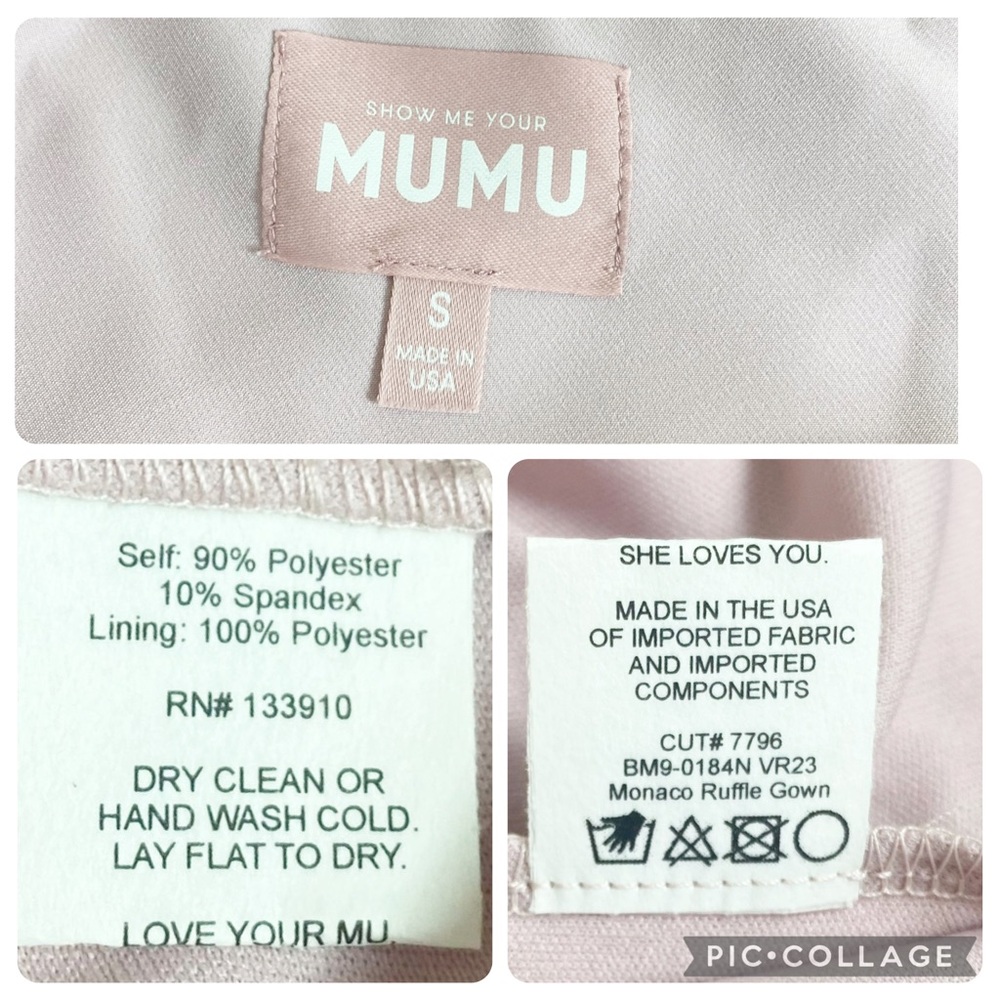 SHOW ME YOUR
MUMU
S
MADE IN
USA
Self: 90% Polyester
10% Spandex
Lining: 100% Polyester
RN# 133910
DRY CLEAN OR
HAND WASH COLD.
LAY FLAT TO DRY.
LOVE YOUR MU.
SHE LOVES YOU.
MADE IN THE USA
OF IMPORTED FABRIC
AND IMPORTED
COMPONENTS
CUT# 7796
BM9-0184N VR23
Monaco Ruffle Gown
PIC•COLLAGE